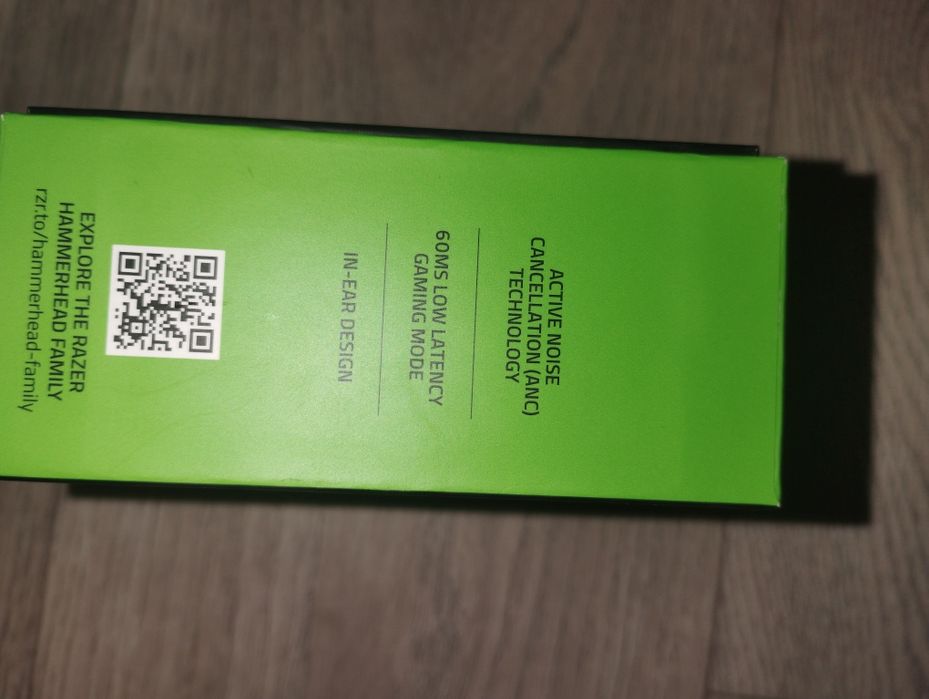 ACTIVE NOISE
CANCELLATION (ANC)
TECHNOLOGY
60MS LOW LATENCY
GAMING MODE
IN-EAR DESIGN
EXPLORE THE RAZER
HAMMERHEAD FAMILY
rzr.to/hammerhead-family